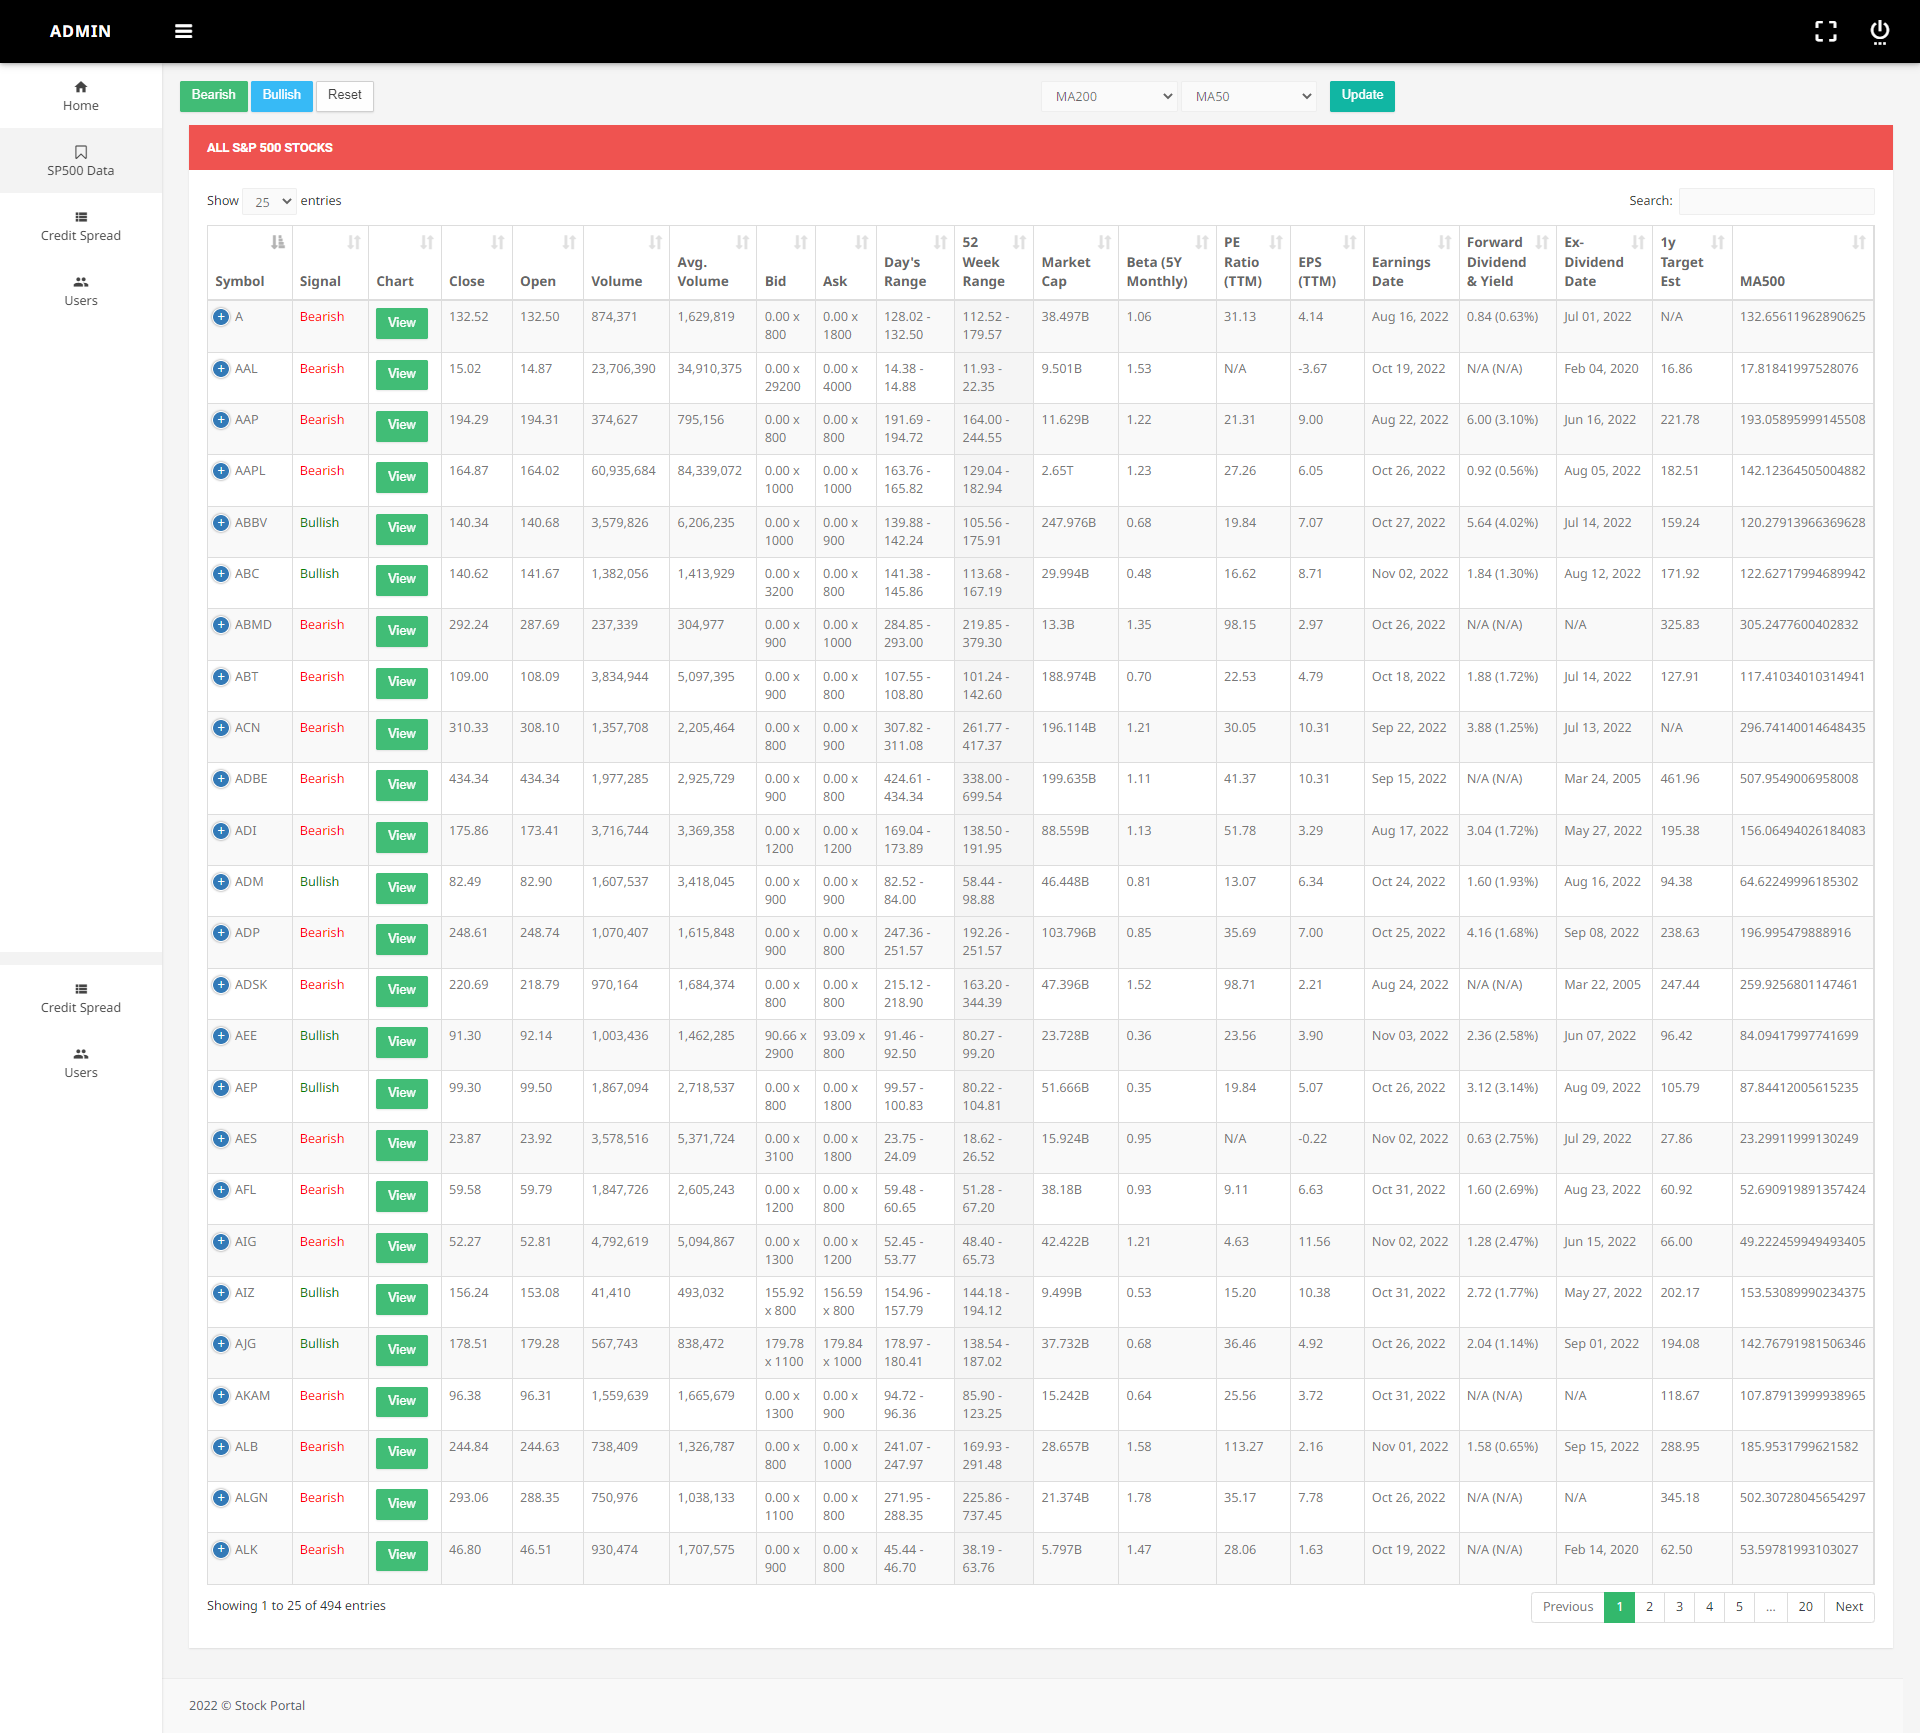 ADMIN
Home
SP500 Data
Credit Spread
Users
Credit Spread
Users
Bearish Bullish Reset MA200 MA50 Update
ALL S&P 500 STOCKS
Show 25 entries Search:
Symbol Signal Chart Close Open Volume Avg. Volume Bid Ask Day's Range 52 Week Range Market Cap Beta (5Y Monthly) PE Ratio (TTM) EPS (TTM) Earnings Date Forward Dividend & Yield Ex-Dividend Date 1y Target Est MA500
A Bearish View 132.52 132.50 874,371 1,629,819 0.00 x 800 0.00 x 1800 128.02 - 132.50 112.52 - 179.57 38.497B 1.06 31.13 4.14 Aug 16, 2022 0.84 (0.63%) Jul 01, 2022 N/A 132.65611962890625
AAL Bearish View 15.02 14.87 23,706,390 34,910,375 0.00 x 29200 0.00 x 4000 14.38 - 14.88 11.93 - 22.35 9.501B 1.53 N/A -3.67 Oct 19, 2022 N/A (N/A) Feb 04, 2020 16.86 17.81841997528076
AAP Bearish View 194.29 194.31 374,627 795,156 0.00 x 800 0.00 x 800 191.69 - 194.72 164.00 - 244.55 11.629B 1.22 21.31 9.00 Aug 22, 2022 6.00 (3.10%) Jun 16, 2022 221.78 193.05895999145508
AAPL Bearish View 164.87 164.02 60,935,684 84,339,072 0.00 x 1000 0.00 x 1000 163.76 - 165.82 129.04 - 182.94 2.65T 1.23 27.26 6.05 Oct 26, 2022 0.92 (0.56%) Aug 05, 2022 182.51 142.12364505004882
ABBV Bullish View 140.34 140.68 3,579,826 6,206,235 0.00 x 1000 0.00 x 900 139.88 - 142.24 105.56 - 175.91 247.976B 0.68 19.84 7.07 Oct 27, 2022 5.64 (4.02%) Jul 14, 2022 159.24 120.27913966369628
ABC Bullish View 140.62 141.67 1,382,056 1,413,929 0.00 x 3200 0.00 x 800 141.38 - 145.86 113.68 - 167.19 29.994B 0.48 16.62 8.71 Nov 02, 2022 1.84 (1.30%) Aug 12, 2022 171.92 122.62717994689942
ABMD Bearish View 292.24 287.69 237,339 304,977 0.00 x 900 0.00 x 1000 284.85 - 293.00 219.85 - 379.30 13.3B 1.35 98.15 2.97 Oct 26, 2022 N/A (N/A) N/A 325.83 305.2477600402832
ABT Bearish View 109.00 108.09 3,834,944 5,097,395 0.00 x 900 0.00 x 800 107.55 - 108.80 101.24 - 142.60 188.974B 0.70 22.53 4.79 Oct 18, 2022 1.88 (1.72%) Jul 14, 2022 127.91 117.41034010314941
ACN Bearish View 310.33 308.10 1,357,708 2,205,464 0.00 x 800 0.00 x 900 307.82 - 311.08 261.77 - 417.37 196.114B 1.21 30.05 10.31 Sep 22, 2022 3.88 (1.25%) Jul 13, 2022 N/A 296.74140014648435
ADBE Bearish View 434.34 434.34 1,977,285 2,925,729 0.00 x 900 0.00 x 800 424.61 - 434.34 338.00 - 699.54 199.635B 1.11 41.37 10.31 Sep 15, 2022 N/A (N/A) Mar 24, 2005 461.96 507.9549006958008
ADI Bearish View 175.86 173.41 3,716,744 3,369,358 0.00 x 1200 0.00 x 1200 169.04 - 173.89 138.50 - 191.95 88.559B 1.13 51.78 3.29 Aug 17, 2022 3.04 (1.72%) May 27, 2022 195.38 156.06494026184083
ADM Bullish View 82.49 82.90 1,607,537 3,418,045 0.00 x 900 0.00 x 900 82.52 - 84.00 58.44 - 98.88 46.448B 0.81 13.07 6.34 Oct 24, 2022 1.60 (1.93%) Aug 16, 2022 94.38 64.62249996185302
ADP Bearish View 248.61 248.74 1,070,407 1,615,848 0.00 x 900 0.00 x 800 247.36 - 251.57 192.26 - 251.57 103.796B 0.85 35.69 7.00 Oct 25, 2022 4.16 (1.68%) Sep 08, 2022 238.63 196.995479888916
ADSK Bearish View 220.69 218.79 970,164 1,684,374 0.00 x 800 0.00 x 800 215.12 - 218.90 163.20 - 344.39 47.396B 1.52 98.71 2.21 Aug 24, 2022 N/A (N/A) Mar 22, 2005 247.44 259.9256801147461
AEE Bullish View 91.30 92.14 1,003,436 1,462,285 90.66 x 2900 93.09 x 800 91.46 - 92.50 80.27 - 99.20 23.728B 0.36 23.56 3.90 Nov 03, 2022 2.36 (2.58%) Jun 07, 2022 96.42 84.09417997741699
AEP Bullish View 99.30 99.50 1,867,094 2,718,537 0.00 x 800 0.00 x 1800 99.57 - 100.83 80.22 - 104.81 51.666B 0.35 19.84 5.07 Oct 26, 2022 3.12 (3.14%) Aug 09, 2022 105.79 87.84412005615235
AES Bearish View 23.87 23.92 3,578,516 5,371,724 0.00 x 3100 0.00 x 1800 23.75 - 24.09 18.62 - 26.52 15.924B 0.95 N/A -0.22 Nov 02, 2022 0.63 (2.75%) Jul 29, 2022 27.86 23.29911999130249
AFL Bearish View 59.58 59.79 1,847,726 2,605,243 0.00 x 1200 0.00 x 800 59.48 - 60.65 51.28 - 67.20 38.18B 0.93 9.11 6.63 Oct 31, 2022 1.60 (2.69%) Aug 23, 2022 60.92 52.690919891357424
AIG Bearish View 52.27 52.81 4,792,619 5,094,867 0.00 x 1300 0.00 x 1200 52.45 - 53.77 48.40 - 65.73 42.422B 1.21 4.63 11.56 Nov 02, 2022 1.28 (2.47%) Jun 15, 2022 66.00 49.222459949493405
AIZ Bullish View 156.24 153.08 41,410 493,032 155.92 x 800 156.59 x 800 154.96 - 157.79 144.18 - 194.12 9.499B 0.53 15.20 10.38 Oct 31, 2022 2.72 (1.77%) May 27, 2022 202.17 153.53089990234375
AJG Bullish View 178.51 179.28 567,743 838,472 179.78 x 1100 179.84 x 1000 178.97 - 180.41 138.54 - 187.02 37.732B 0.68 36.46 4.92 Oct 26, 2022 2.04 (1.14%) Sep 01, 2022 194.08 142.76791981506346
AKAM Bearish View 96.38 96.31 1,559,639 1,665,679 0.00 x 1300 0.00 x 900 94.72 - 96.36 85.90 - 123.25 15.242B 0.64 25.56 3.72 Oct 31, 2022 N/A (N/A) N/A 118.67 107.87913999938965
ALB Bearish View 244.84 244.63 738,409 1,326,787 0.00 x 800 0.00 x 1000 241.07 - 247.97 169.93 - 291.48 28.657B 1.58 113.27 2.16 Nov 01, 2022 1.58 (0.65%) Sep 15, 2022 288.95 185.9531799621582
ALGN Bearish View 293.06 288.35 750,976 1,038,133 0.00 x 1100 0.00 x 800 271.95 - 288.35 225.86 - 737.45 21.374B 1.78 35.17 7.78 Oct 26, 2022 N/A (N/A) N/A 345.18 502.30728045654297
ALK Bearish View 46.80 46.51 930,474 1,707,575 0.00 x 900 0.00 x 800 45.44 - 46.70 38.19 - 63.76 5.797B 1.47 28.06 1.63 Oct 19, 2022 N/A (N/A) Feb 14, 2020 62.50 53.59781993103027
Showing 1 to 25 of 494 entries Previous 1 2 3 4 5 ... 20 Next
2022 © Stock Portal